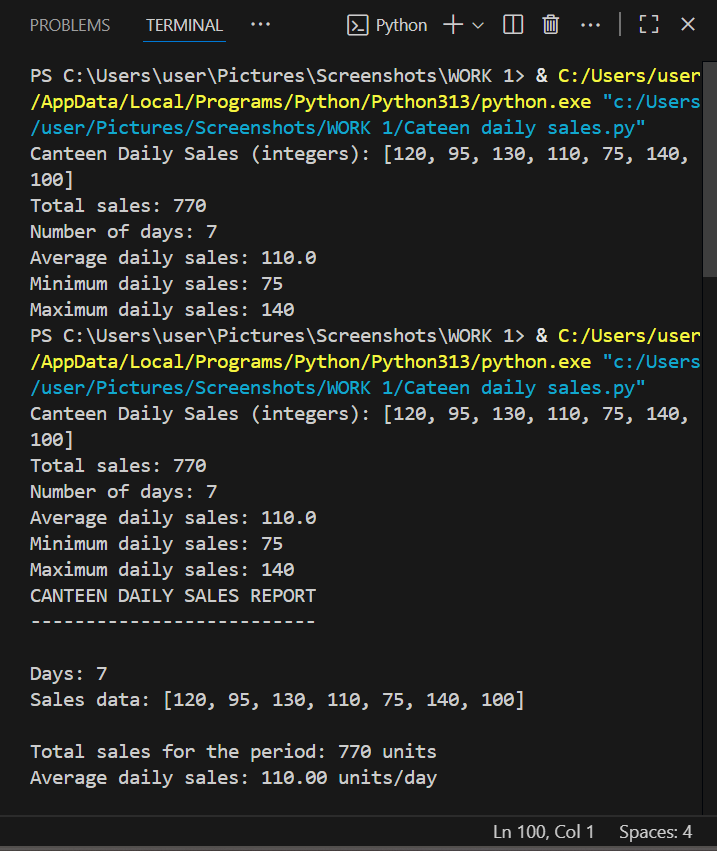 PROBLEMS TERMINAL ... Python ...
PS C:\Users\user\Pictures\Screenshots\WORK 1> & C:/Users/user
/AppData/Local/Programs/Python/Python313/python.exe "c:/Users
/user/Pictures/Screenshots/WORK 1/Cateen daily sales.py"
Canteen Daily Sales (integers): [120, 95, 130, 110, 75, 140,
100]
Total sales: 770
Number of days: 7
Average daily sales: 110.0
Minimum daily sales: 75
Maximum daily sales: 140
PS C:\Users\user\Pictures\Screenshots\WORK 1> & C:/Users/user
/AppData/Local/Programs/Python/Python313/python.exe "c:/Users
/user/Pictures/Screenshots/WORK 1/Cateen daily sales.py"
Canteen Daily Sales (integers): [120, 95, 130, 110, 75, 140,
100]
Total sales: 770
Number of days: 7
Average daily sales: 110.0
Minimum daily sales: 75
Maximum daily sales: 140
CANTEEN DAILY SALES REPORT
--------------------------
Days: 7
Sales data: [120, 95, 130, 110, 75, 140, 100]
Total sales for the period: 770 units
Average daily sales: 110.00 units/day
Ln 100, Col 1 Spaces: 4